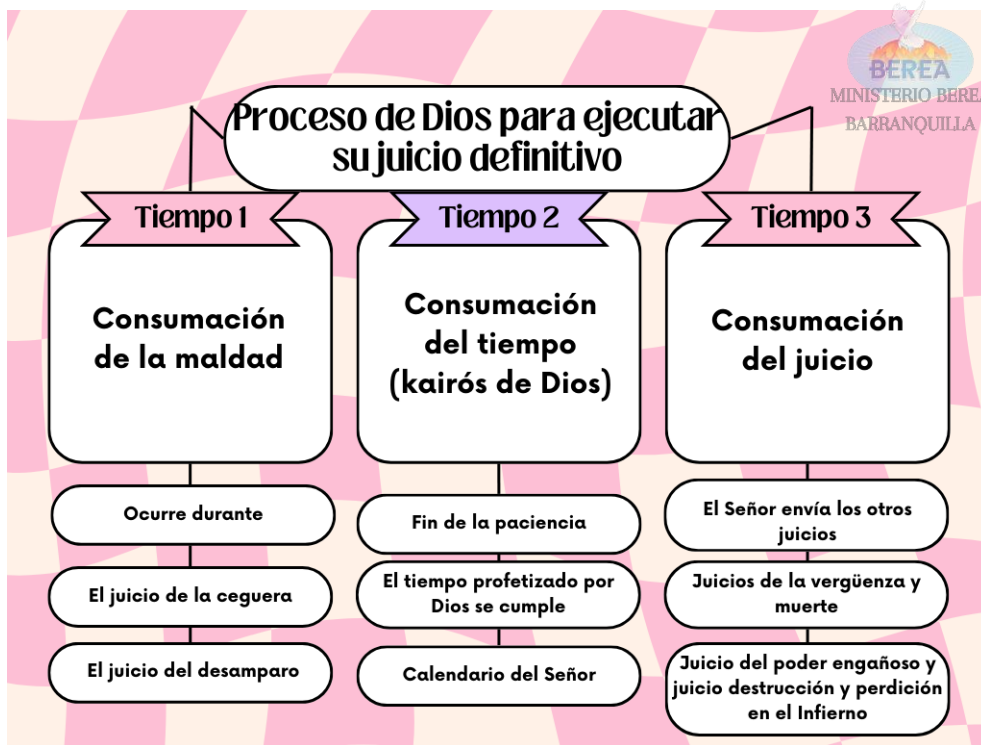 BEREA
MINISTERIO BERE
BARRANQUILLA
Proceso de Dios para ejecutar
su juicio definitivo
Tiempo 1
Consumación
de la maldad
Ocurre durante
El juicio de la ceguera
El juicio del desamparo
Tiempo 2
Consumación
del tiempo
(kairós de Dios)
Fin de la paciencia
El tiempo profetizado por
Dios se cumple
Calendario del Señor
Tiempo 3
Consumación
del juicio
El Señor envía los otros
juicios
Juicios de la vergüenza y
muerte
Juicio del poder engañoso y
juicio destrucción y perdición
en el Infierno